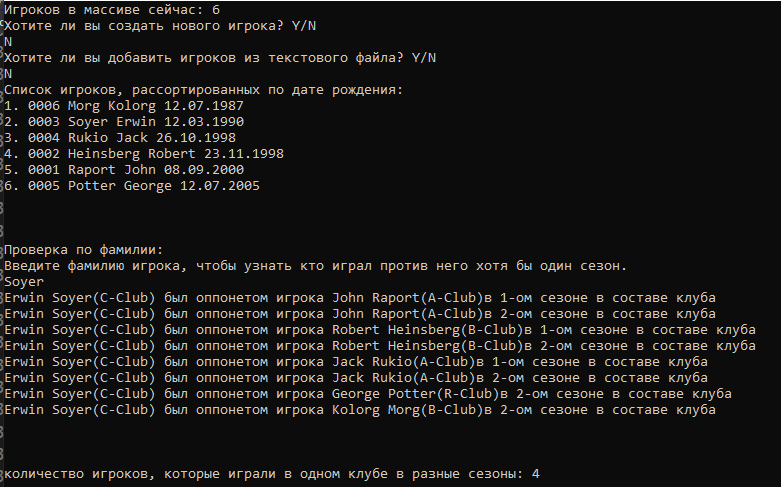 Игроков в массиве сейчас: 6
Хотите ли вы создать нового игрока? Y/N
N
Хотите ли вы добавить игроков из текстового файла? Y/N
N
Список игроков, рассортированных по дате рождения:
1. 0006 Morg Kolorg 12.07.1987
2. 0003 Soyer Erwin 12.03.1990
3. 0004 Rukio Jack 26.10.1998
4. 0002 Heinsberg Robert 23.11.1998
5. 0001 Raport John 08.09.2000
6. 0005 Potter George 12.07.2005
Проверка по фамилии:
Введите фамилию игрока, чтобы узнать кто играл против него хотя бы один сезон.
Soyer
Erwin Soyer(C-Club) был оппонетом игрока John Raport(A-Club)в 1-ом сезоне в составе клуба
Erwin Soyer(C-Club) был оппонетом игрока John Raport(A-Club)в 2-ом сезоне в составе клуба
Erwin Soyer(C-Club) был оппонетом игрока Robert Heinsberg(B-Club)в 1-ом сезоне в составе клуба
Erwin Soyer(C-Club) был оппонетом игрока Robert Heinsberg(B-Club)в 2-ом сезоне в составе клуба
Erwin Soyer(C-Club) был оппонетом игрока Jack Rukio(A-Club)в 1-ом сезоне в составе клуба
Erwin Soyer(C-Club) был оппонетом игрока Jack Rukio(A-Club)в 2-ом сезоне в составе клуба
Erwin Soyer(C-Club) был оппонетом игрока George Potter(R-Club)в 2-ом сезоне в составе клуба
Erwin Soyer(C-Club) был оппонетом игрока Kolorg Morg(B-Club)в 2-ом сезоне в составе клуба
количество игроков, которые играли в одном клубе в разные сезоны: 4